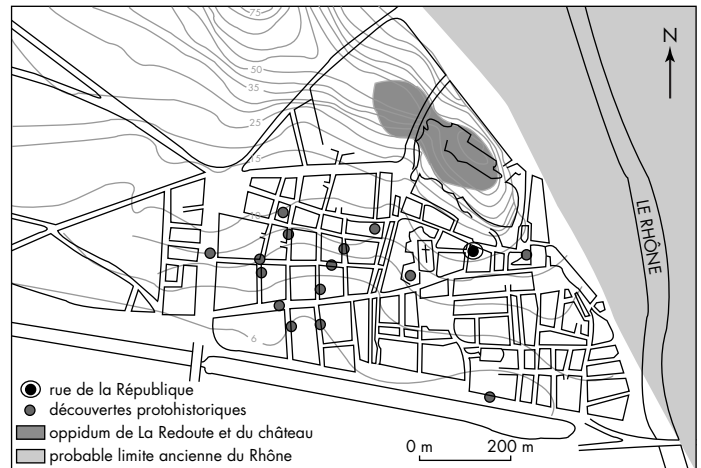 75
N
50
35
25
15
10
LE RHÔNE
6
rue de la République
découvertes protohistoriques
oppidum de La Redoute et du château
probable limite ancienne du Rhône
0 m 200 m